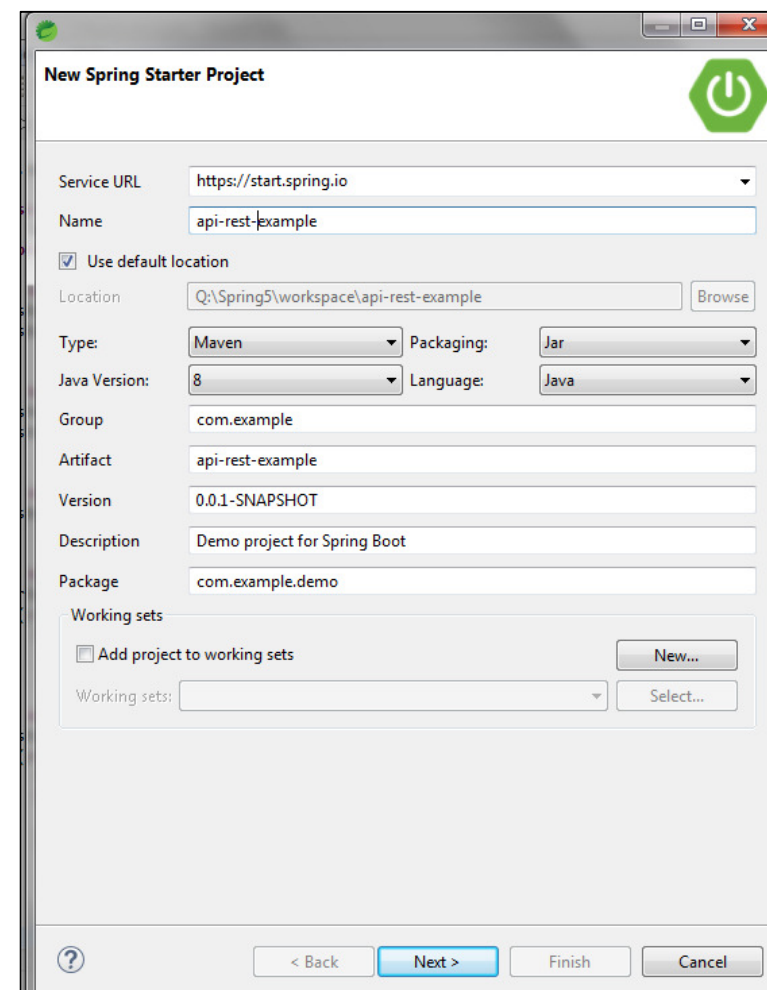 New Spring Starter Project
Service URL https://start.spring.io
Name api-rest-example
Use default location
Location Q:\Spring5\workspace\api-rest-example Browse
Type: Maven Packaging: Jar
Java Version: 8 Language: Java
Group com.example
Artifact api-rest-example
Version 0.0.1-SNAPSHOT
Description Demo project for Spring Boot
Package com.example.demo
Working sets
Add project to working sets New...
Working sets: Select...
? < Back Next > Finish Cancel